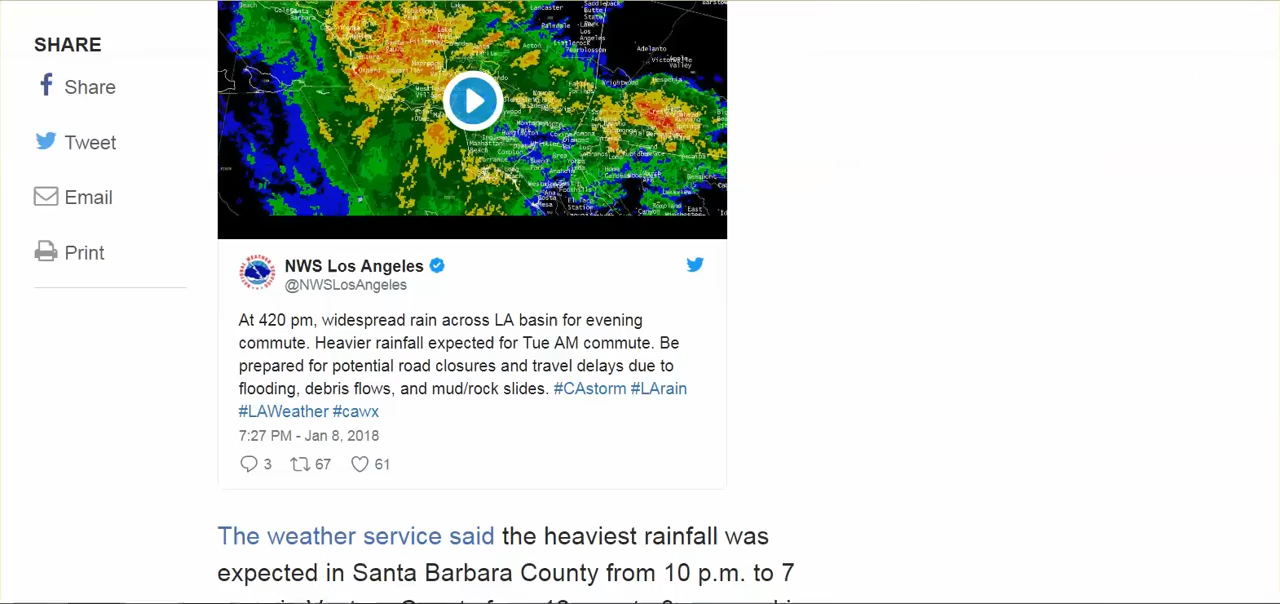 SHARE
Share
Tweet
Email
Print
Lancaster
Adelanto
Acton
NWS Los Angeles
@NWSLosAngeles
At 420 pm, widespread rain across LA basin for evening
commute. Heavier rainfall expected for Tue AM commute. Be
prepared for potential road closures and travel delays due to
flooding, debris flows, and mud/rock slides. #CAstorm #LArain
#LAWeather #cawx
7:27 PM - Jan 8, 2018
3 67 61
The weather service said the heaviest rainfall was
expected in Santa Barbara County from 10 p.m. to 7